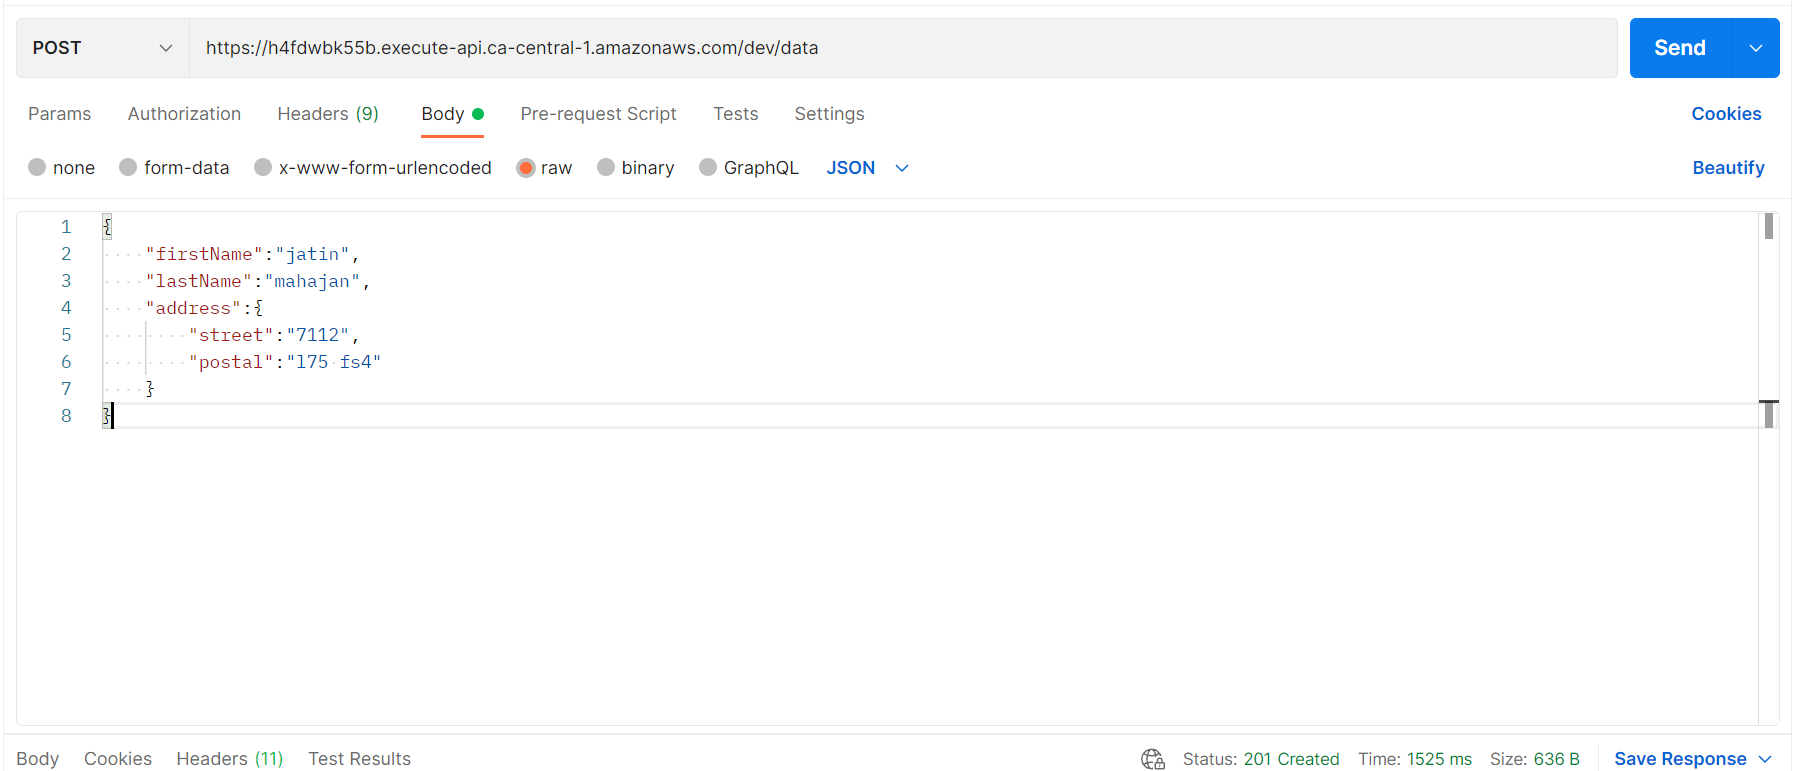 POST https://h4fdwbk55b.execute-api.ca-central-1.amazonaws.com/dev/data Send
Params Authorization Headers (9) Body Pre-request Script Tests Settings Cookies
none form-data x-www-form-urlencoded raw binary GraphQL JSON Beautify
1 {
2 "firstName":"jatin",
3 "lastName":"mahajan",
4 "address":{
5 "street":"7112",
6 "postal":"l75 fs4"
7 }
8 }
Body Cookies Headers (11) Test Results Status: 201 Created Time: 1525 ms Size: 636 B Save Response